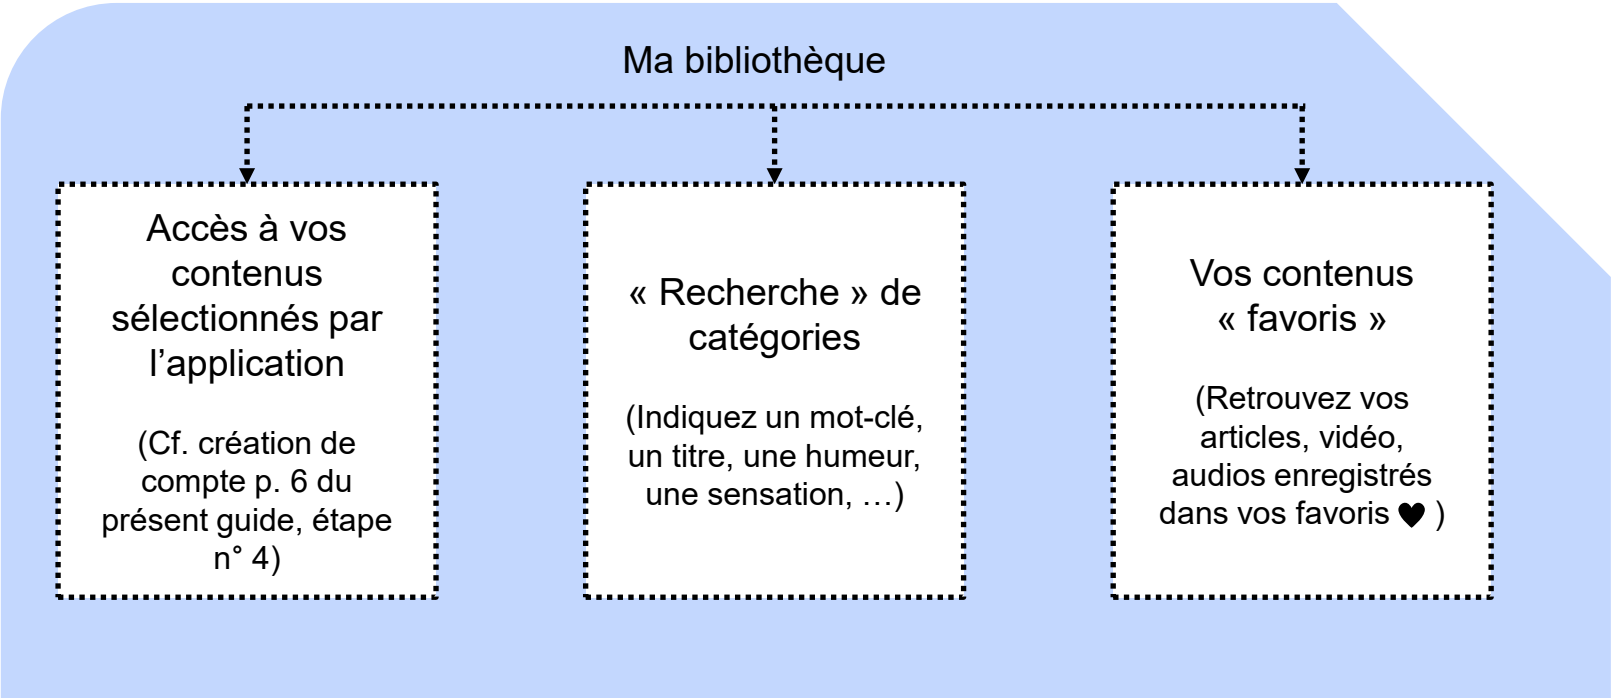 Ma bibliothèque
Accès à vos
contenus
sélectionnés par
l’application
(Cf. création de
compte p. 6 du
présent guide, étape
n° 4)
« Recherche » de
catégories
(Indiquez un mot-clé,
un titre, une humeur,
une sensation, …)
Vos contenus
« favoris »
(Retrouvez vos
articles, vidéo,
audios enregistrés
dans vos favoris ♥ )